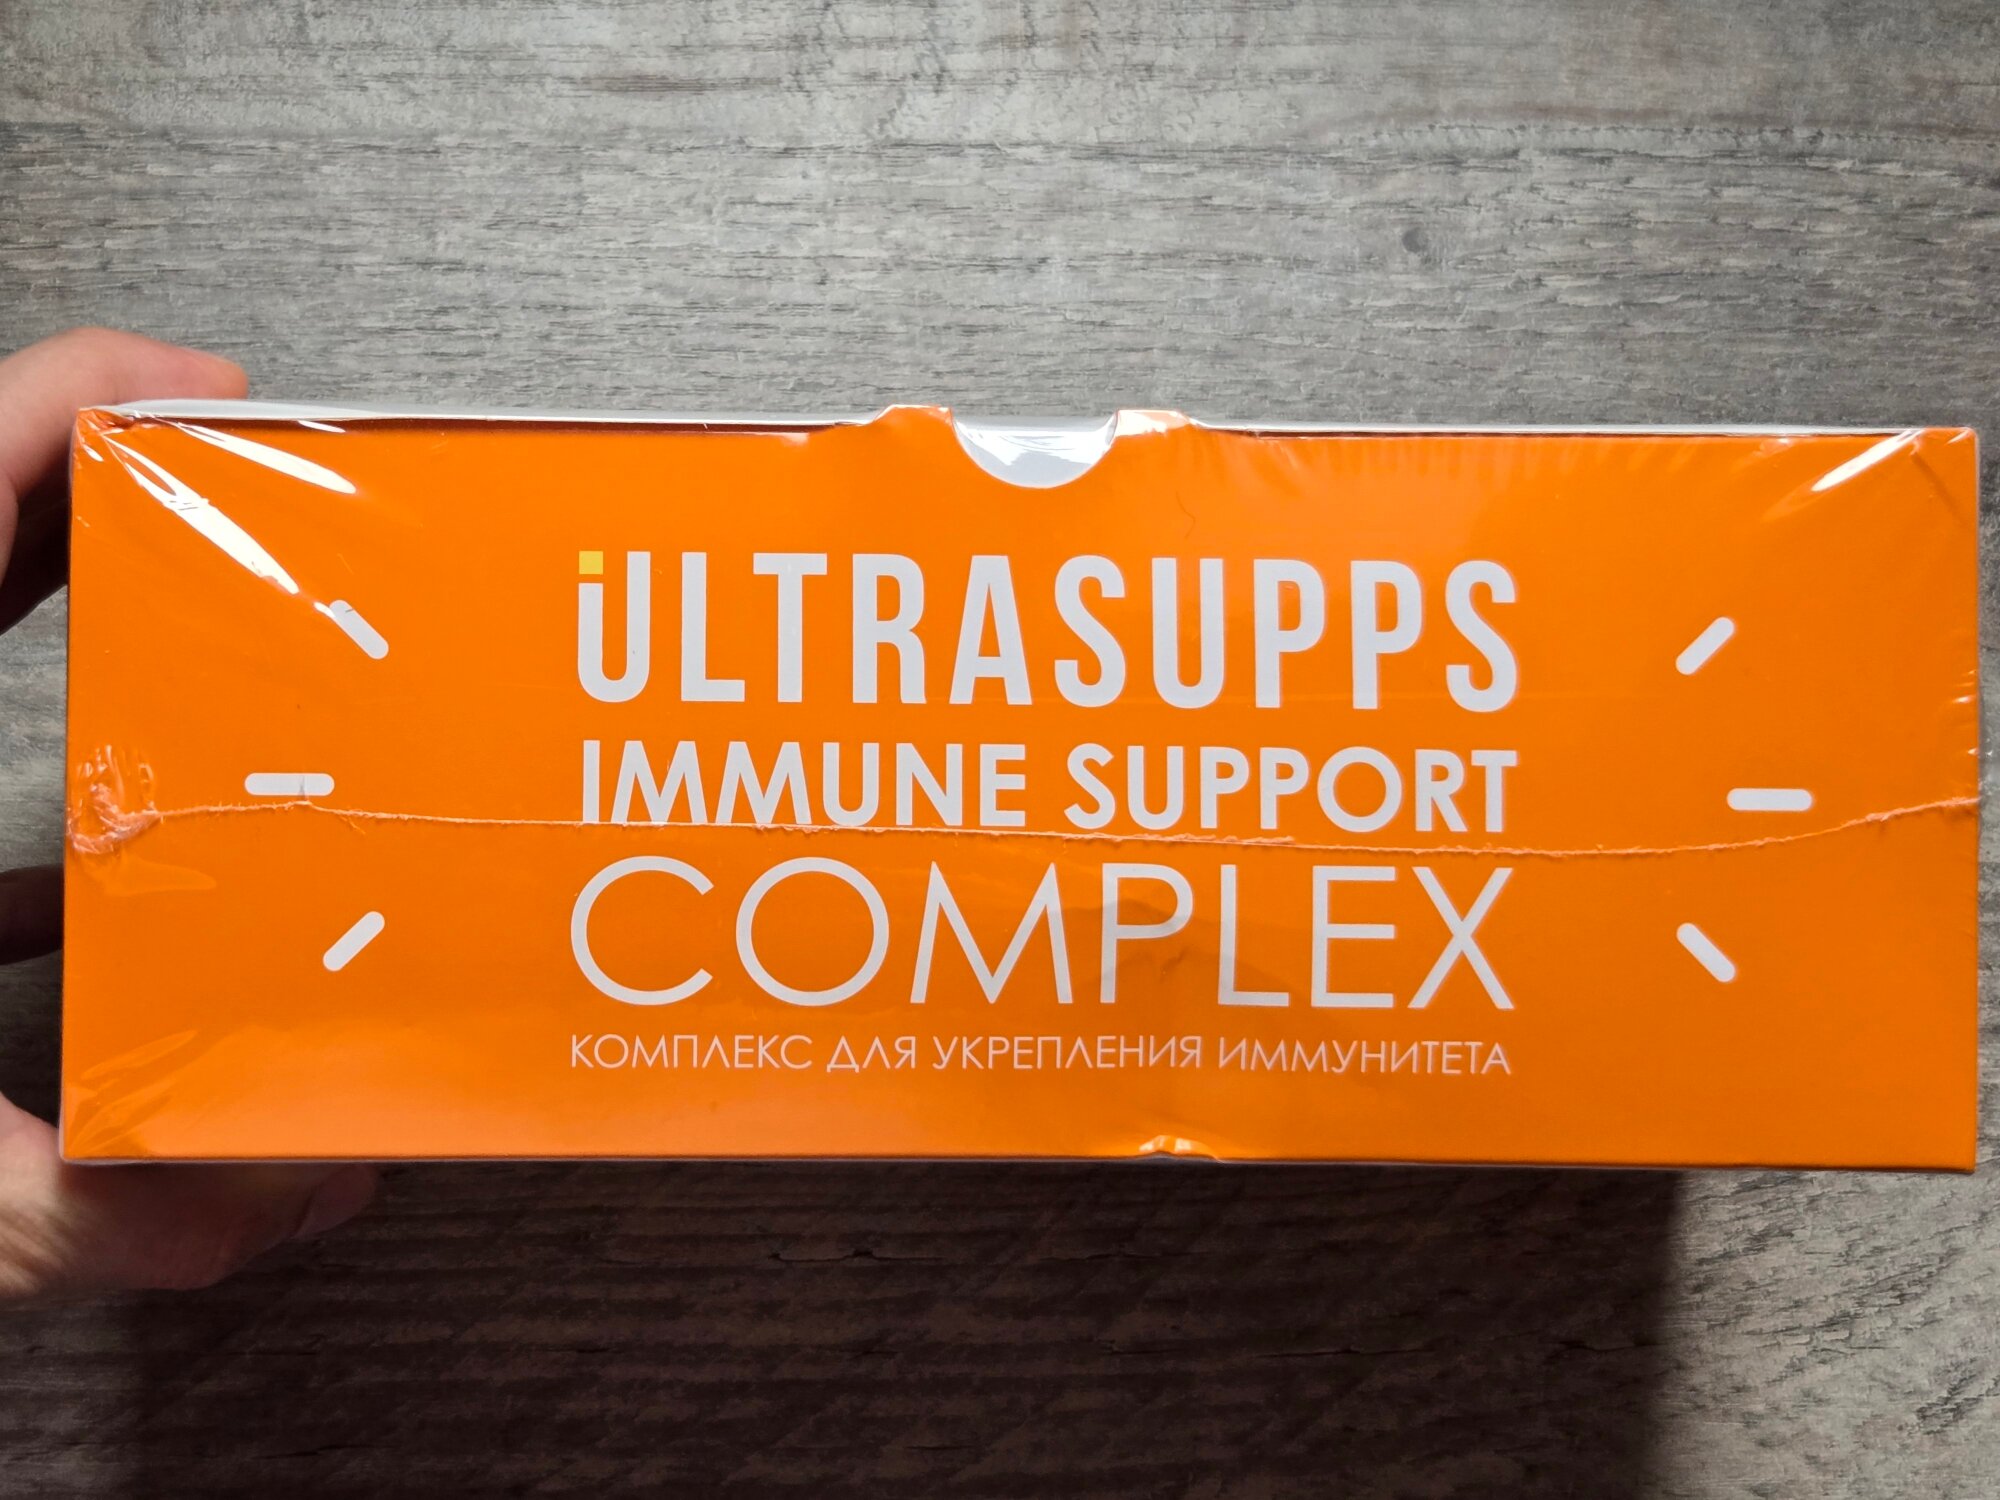 ULTRASUPPS
IMMUNE SUPPORT
COMPLEX
КОМПЛЕКС ДЛЯ УКРЕПЛЕНИЯ ИММУНИТЕТА